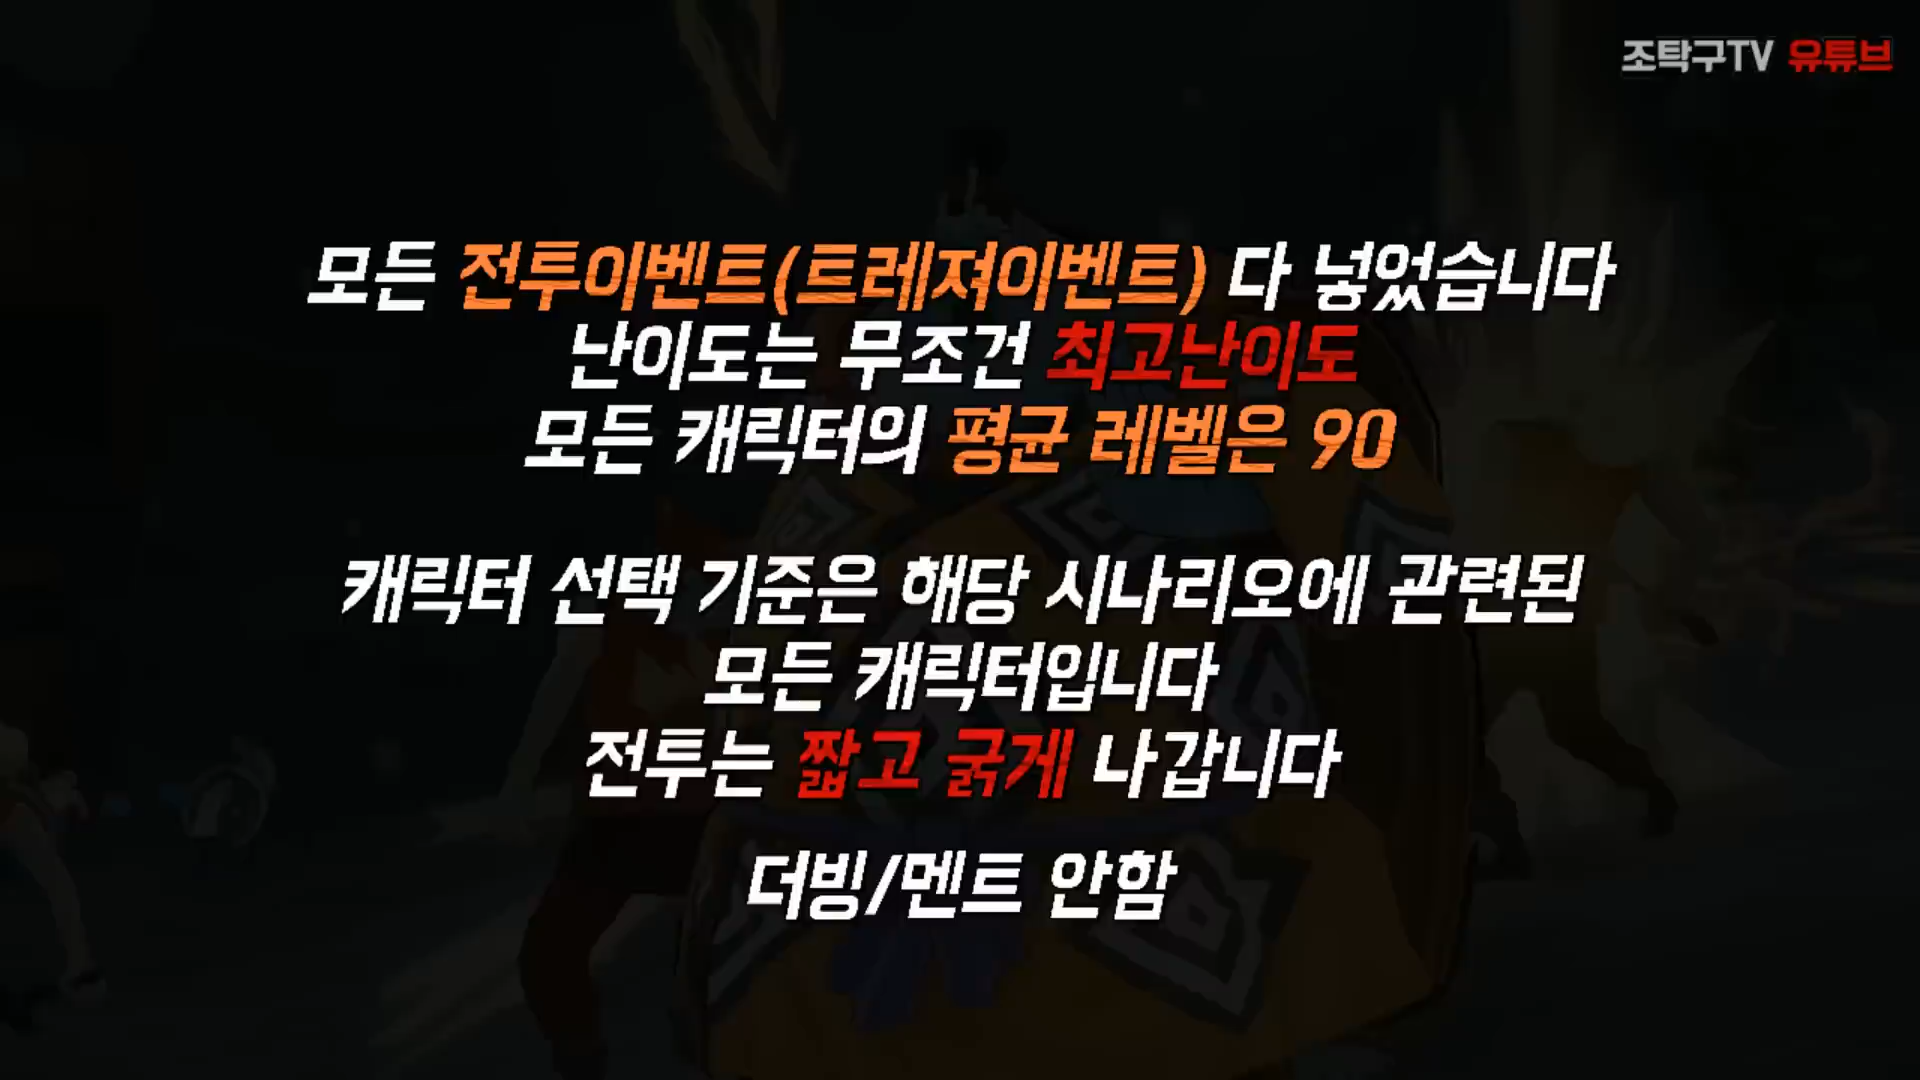 조탁구TV 유튜브
모든 전투이벤트(트레져이벤트) 다 넣었습니다
난이도는 무조건 최고난이도
모든 캐릭터의 평균 레벨은 90
캐릭터 선택 기준은 해당 시나리오에 관련된
모든 캐릭터입니다
전투는 짧고 굵게 나갑니다
더빙/멘트 안함